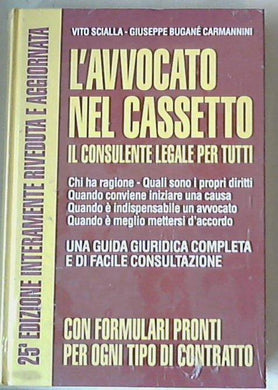 VITO SCIALLA - GIUSEPPE BUGANÉ CARMANNINI
L'AVVOCATO
NEL CASSETTO
IL CONSULENTE LEGALE PER TUTTI
Chi ha ragione - Quali sono i propri diritti
Quando conviene iniziare una causa
Quando è indispensabile un avvocato
Quando è meglio mettersi d'accordo
UNA GUIDA GIURIDICA COMPLETA
E DI FACILE CONSULTAZIONE
CON FORMULARI PRONTI
PER OGNI TIPO DI CONTRATTO
25ª EDIZIONE INTERAMENTE RIVEDUTA E AGGIORNATA